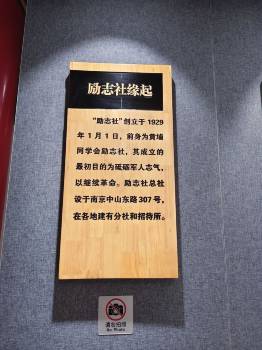 励志社缘起
"励志社"创立于1929
年1月1日，前身为黄埔
同学会励志社，其成立的
最初目的为砥砺军人志气，
以继续革命。励志社总社
设于南京中山东路307号，
在各地建有分社和招待所。
请勿拍照
No Photo